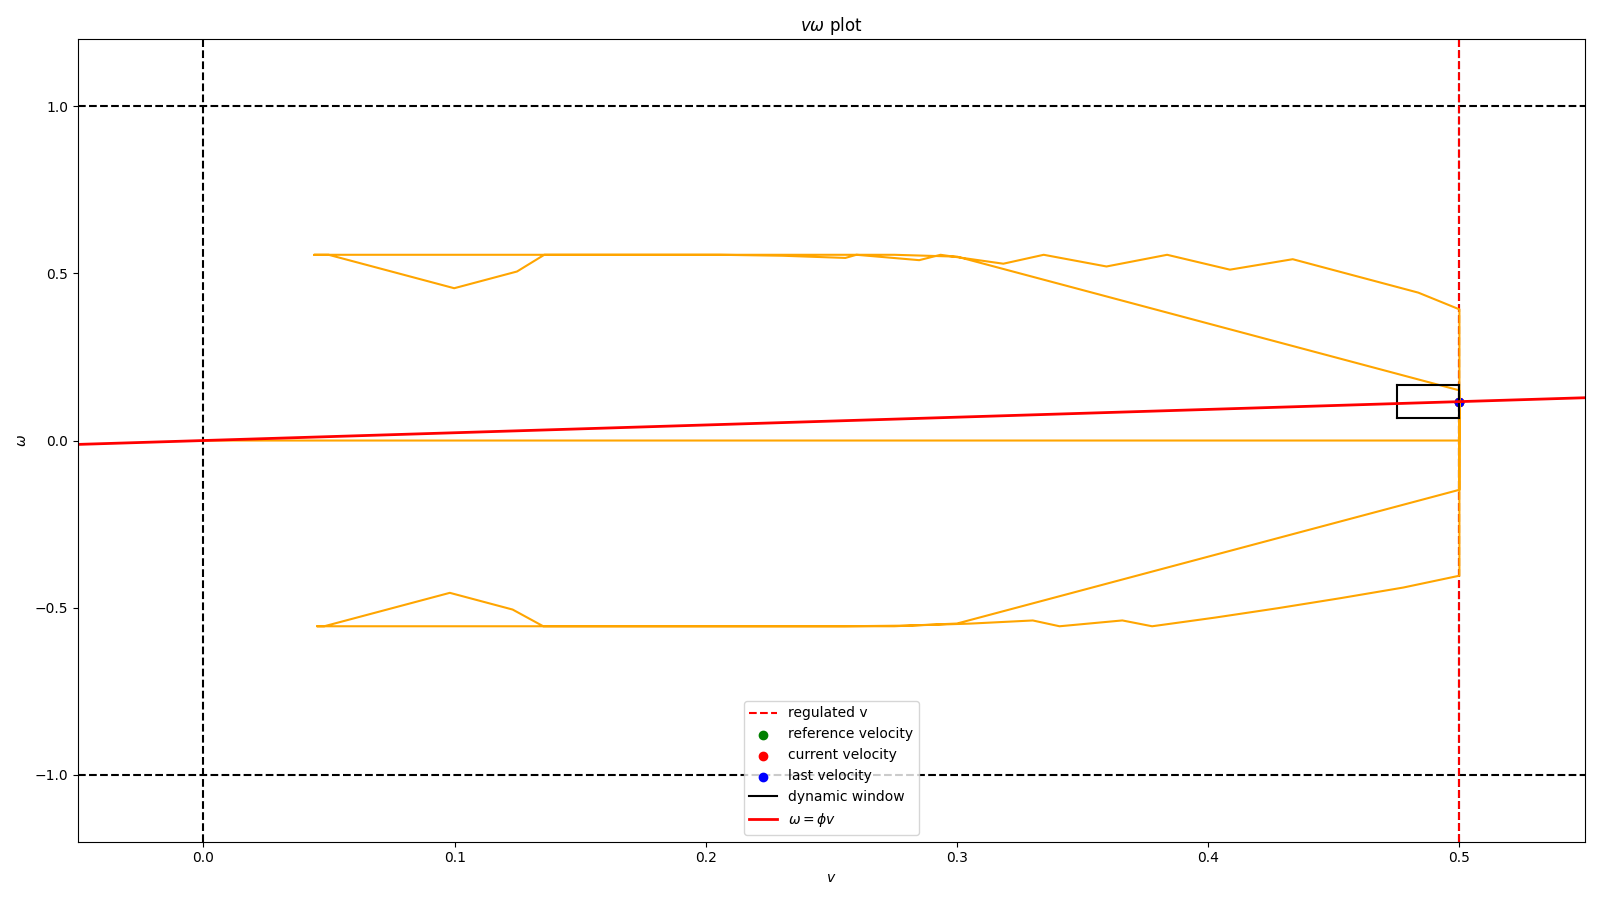 vω plot
1.0
0.5
0.0
−0.5
−1.0
ω
0.0 0.1 0.2 0.3 0.4 0.5
v
regulated v
reference velocity
current velocity
last velocity
dynamic window
ω = ϕv